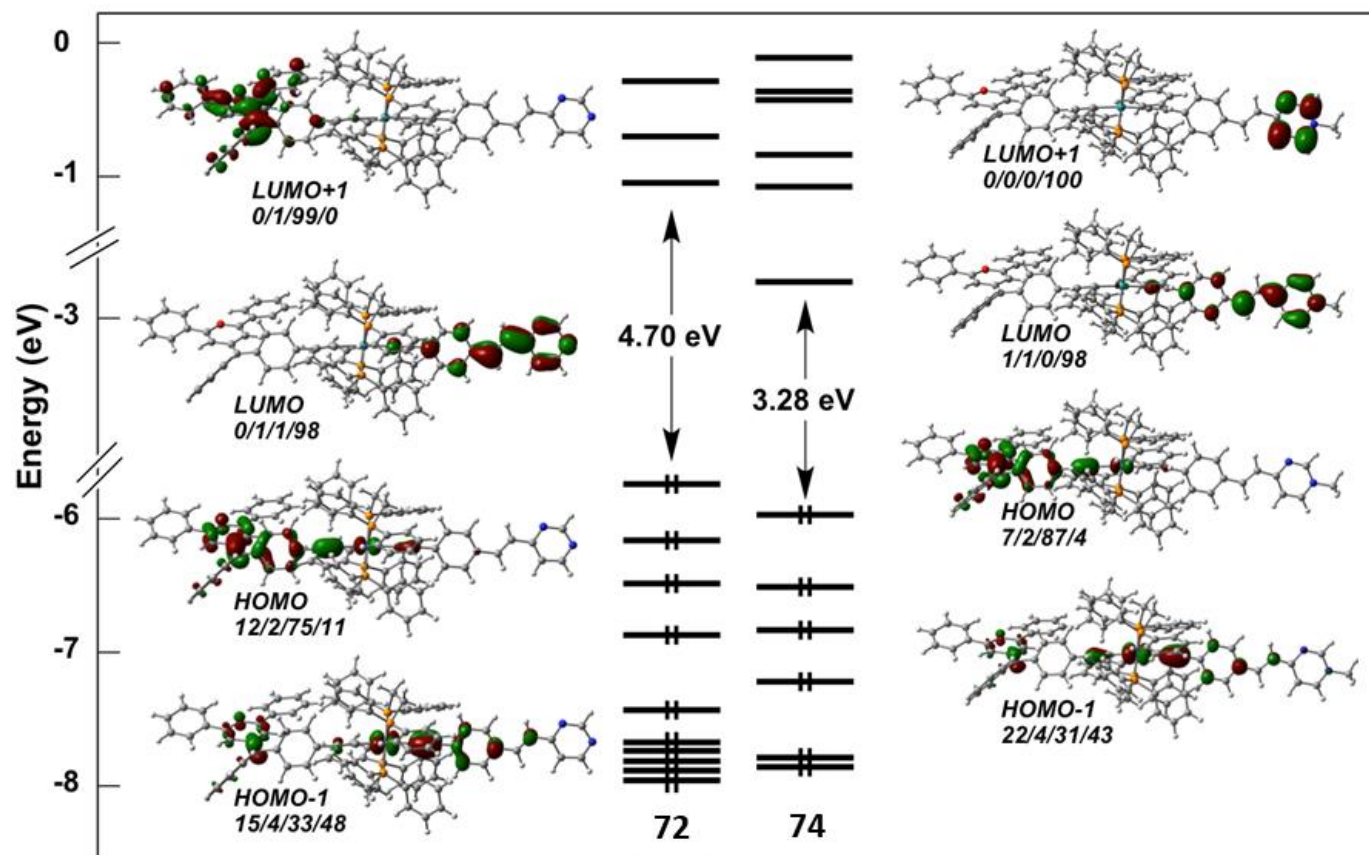 0
-1
-3
-6
-7
-8
Energy (eV)
LUMO+1
0/1/99/0
LUMO
0/1/1/98
HOMO
12/2/75/11
HOMO-1
15/4/33/48
4.70 eV
3.28 eV
72
74
LUMO+1
0/0/0/100
LUMO
1/1/0/98
HOMO
7/2/87/4
HOMO-1
22/4/31/43